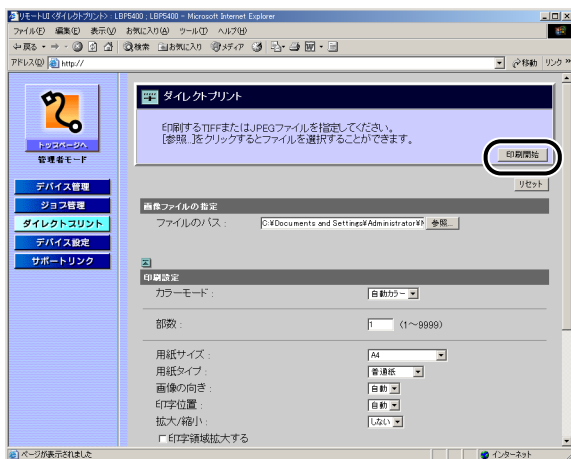 リモートUI <ダイレクトプリント> : LBP5400 ; LBP5400 - Microsoft Internet Explorer
ファイル(F) 編集(E) 表示(V) お気に入り(A) ツール(T) ヘルプ(H)
戻る 検索 お気に入り メディア
アドレス(D) http:// 移動 リンク »
ダイレクトプリント
印刷するTIFFまたはJPEGファイルを指定してください。
[参照...]をクリックするとファイルを選択することができます。
印刷開始
トップページへ
管理者モード
リセット
デバイス管理
ジョブ管理
ダイレクトプリント
デバイス設定
サポートリンク
画像ファイルの指定
ファイルのパス : C:¥Documents and Settings¥Administrator¥ 参照...
印刷設定
カラーモード : 自動カラー
部数 : 1 (1~9999)
用紙サイズ : A4
用紙タイプ : 普通紙
画像の向き : 自動
印字位置 : 自動
拡大/縮小 : しない
印字領域拡大する
ページが表示されました インターネット